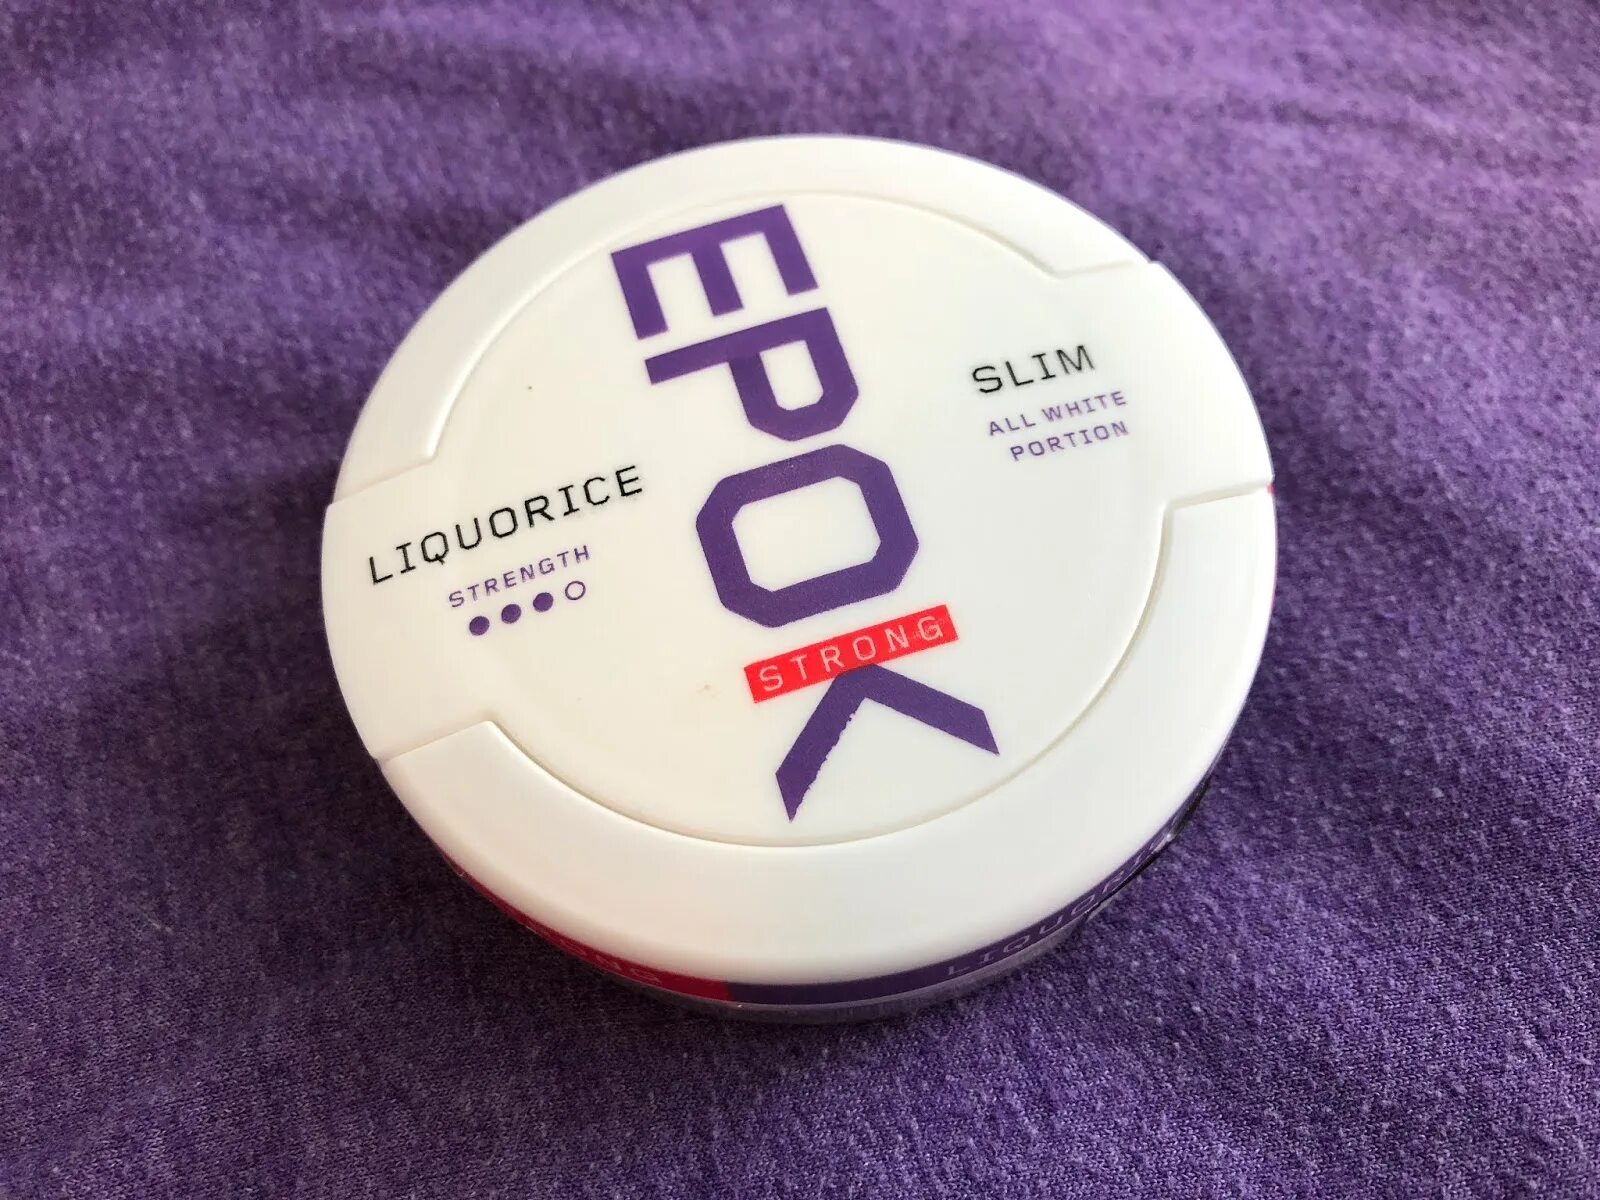 EPOK
STRONG
LIQUORICE
STRENGTH
SLIM
ALL WHITE
PORTION